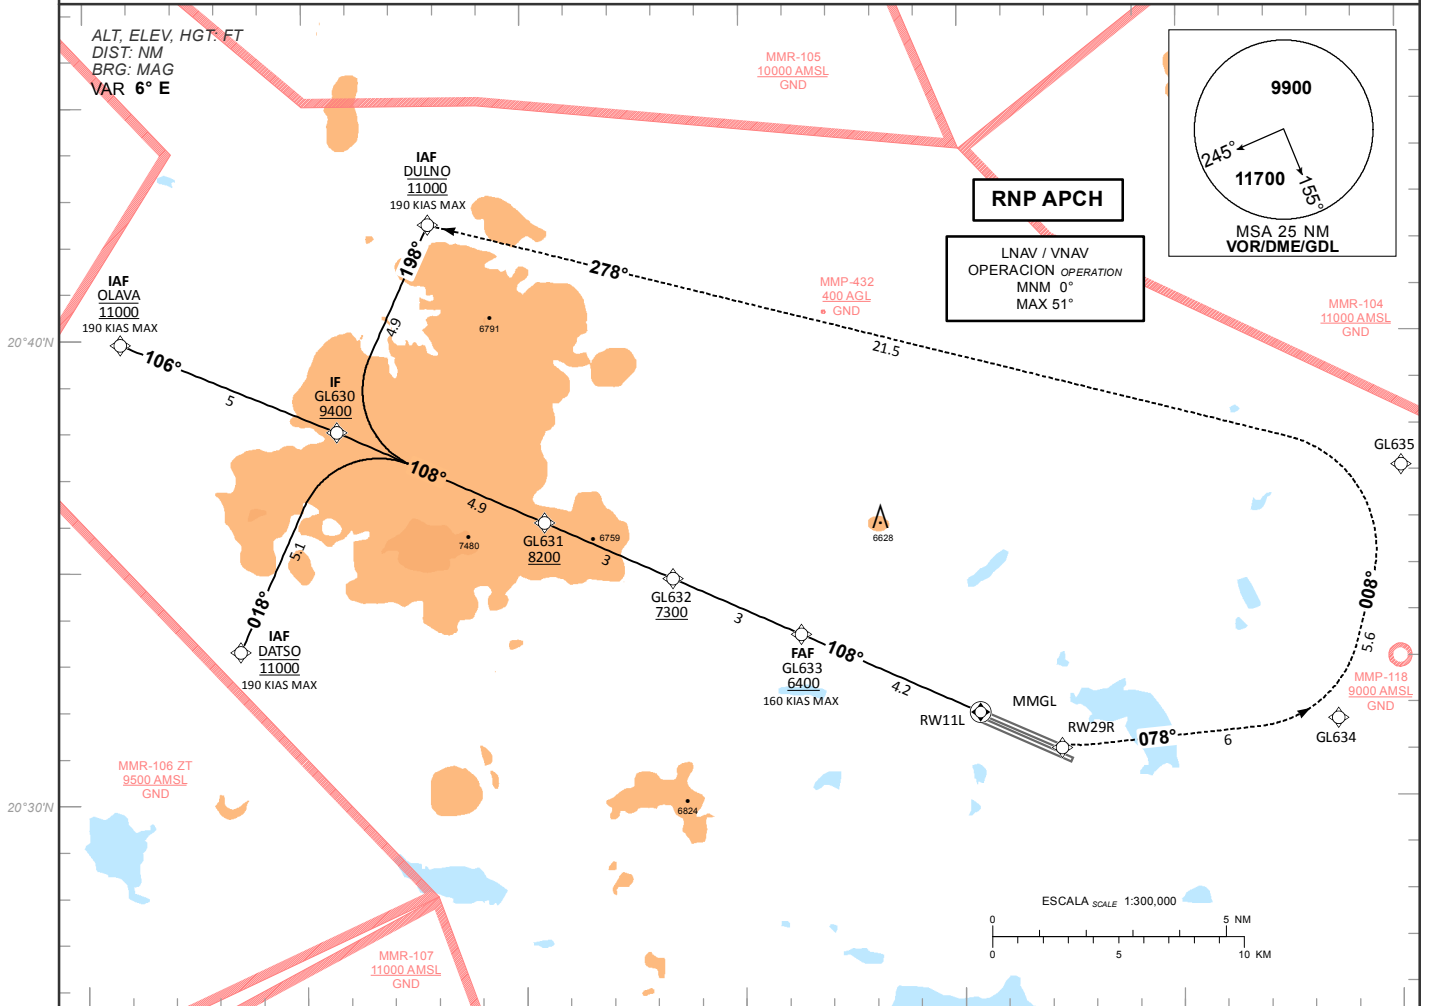 ALT, ELEV, HGT: FT
DIST: NM
BRG: MAG
VAR 6° E
MMR-105
10000 AMSL
GND
9900
245°
11700
155°
MSA 25 NM
VOR/DME/GDL
RNP APCH
LNAV / VNAV
OPERACION OPERATION
MNM 0°
MAX 51°
IAF
DULNO
11000
190 KIAS MAX
198°
4.9
278°
21.5
MMP-432
400 AGL
GND
MMR-104
11000 AMSL
GND
IAF
OLAVA
11000
190 KIAS MAX
106°
5
6791
20°40'N
IF
GL630
9400
108°
4.9
GL635
5.1
7480
GL631
8200
6759
3
6628
018°
IAF
DATSO
11000
190 KIAS MAX
GL632
7300
3
FAF
GL633
6400
160 KIAS MAX
108°
4.2
008°
5.6
MMP-118
9000 AMSL
GND
RW11L
MMGL
RW29R
078°
6
GL634
MMR-106 ZT
9500 AMSL
GND
20°30'N
6824
MMR-107
11000 AMSL
GND
ESCALA SCALE 1:300,000
0 5 NM
0 5 10 KM